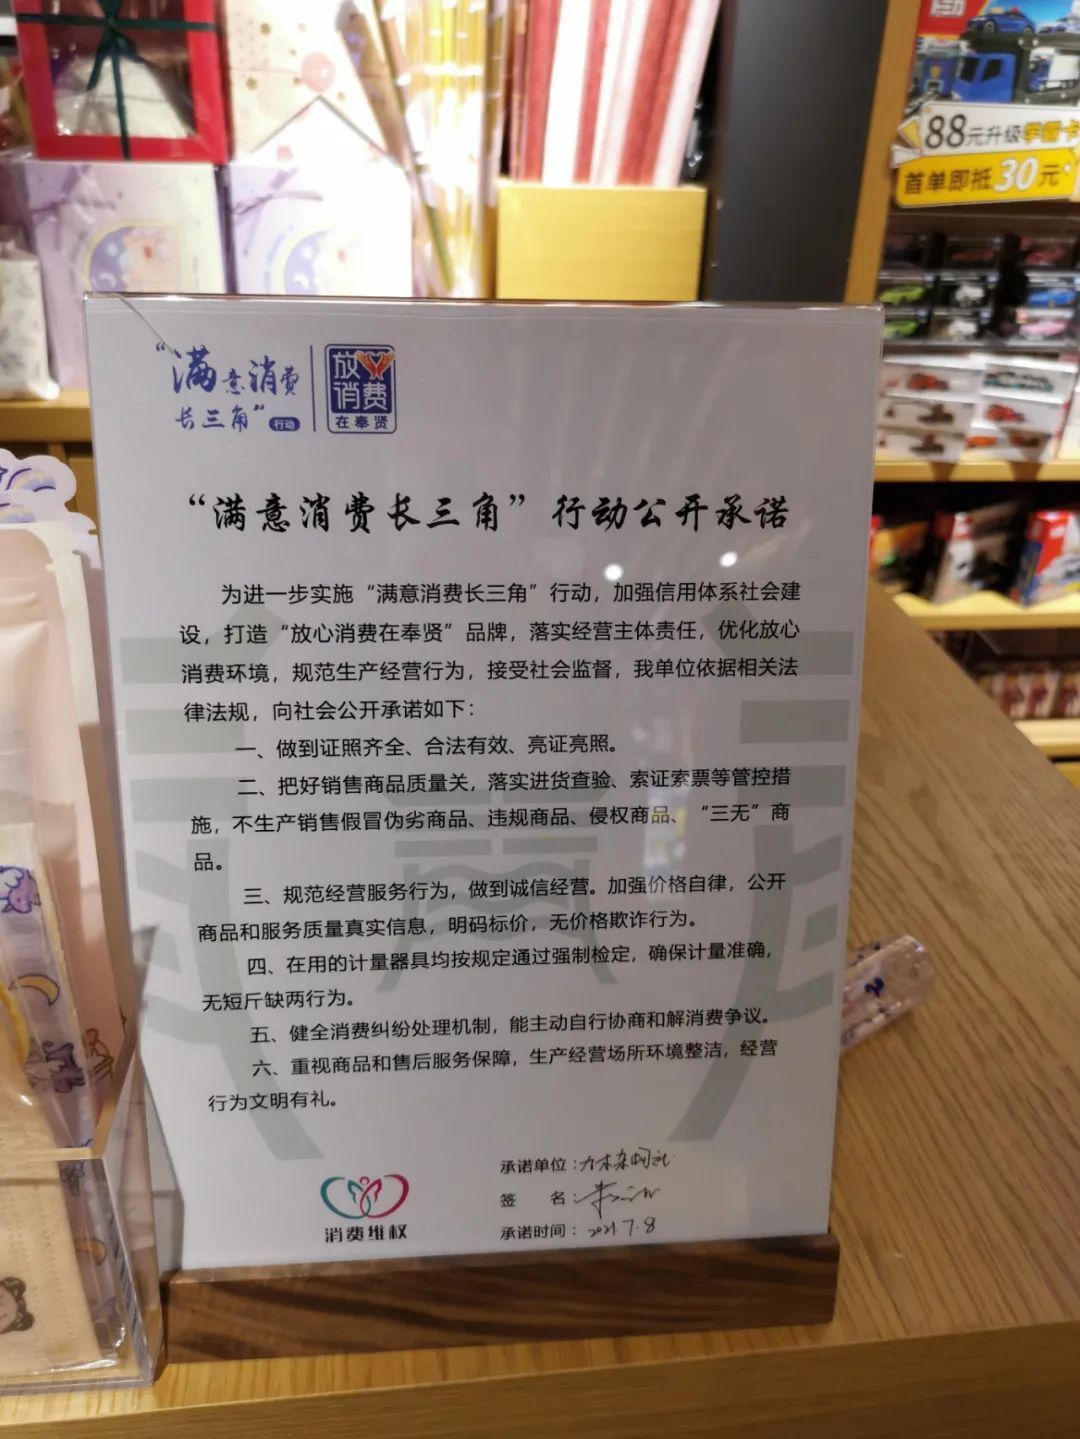 88元升级学霸卡
首单即抵30元
“满意消费
长三角”行动
放心
消费
在奉贤
“满意消费长三角”行动公开承诺
为进一步实施“满意消费长三角”行动，加强信用体系社会建
设，打造“放心消费在奉贤”品牌，落实经营主体责任，优化放心
消费环境，规范生产经营行为，接受社会监督，我单位依据相关法
律法规，向社会公开承诺如下：
一、做到证照齐全、合法有效、亮证亮照。
二、把好销售商品质量关，落实进货查验、索证索票等管控措
施，不生产销售假冒伪劣商品、违规商品、侵权商品、“三无”商
品。
三、规范经营服务行为，做到诚信经营。加强价格自律，公开
商品和服务质量真实信息，明码标价，无价格欺诈行为。
四、在用的计量器具均按规定通过强制检定，确保计量准确，
无短斤缺两行为。
五、健全消费纠纷处理机制，能主动自行协商和解消费争议。
六、重视商品和售后服务保障，生产经营场所环境整洁，经营
行为文明有礼。
承诺单位：九木杂物社
签 名：
承诺时间：2021.7.8
消费维权